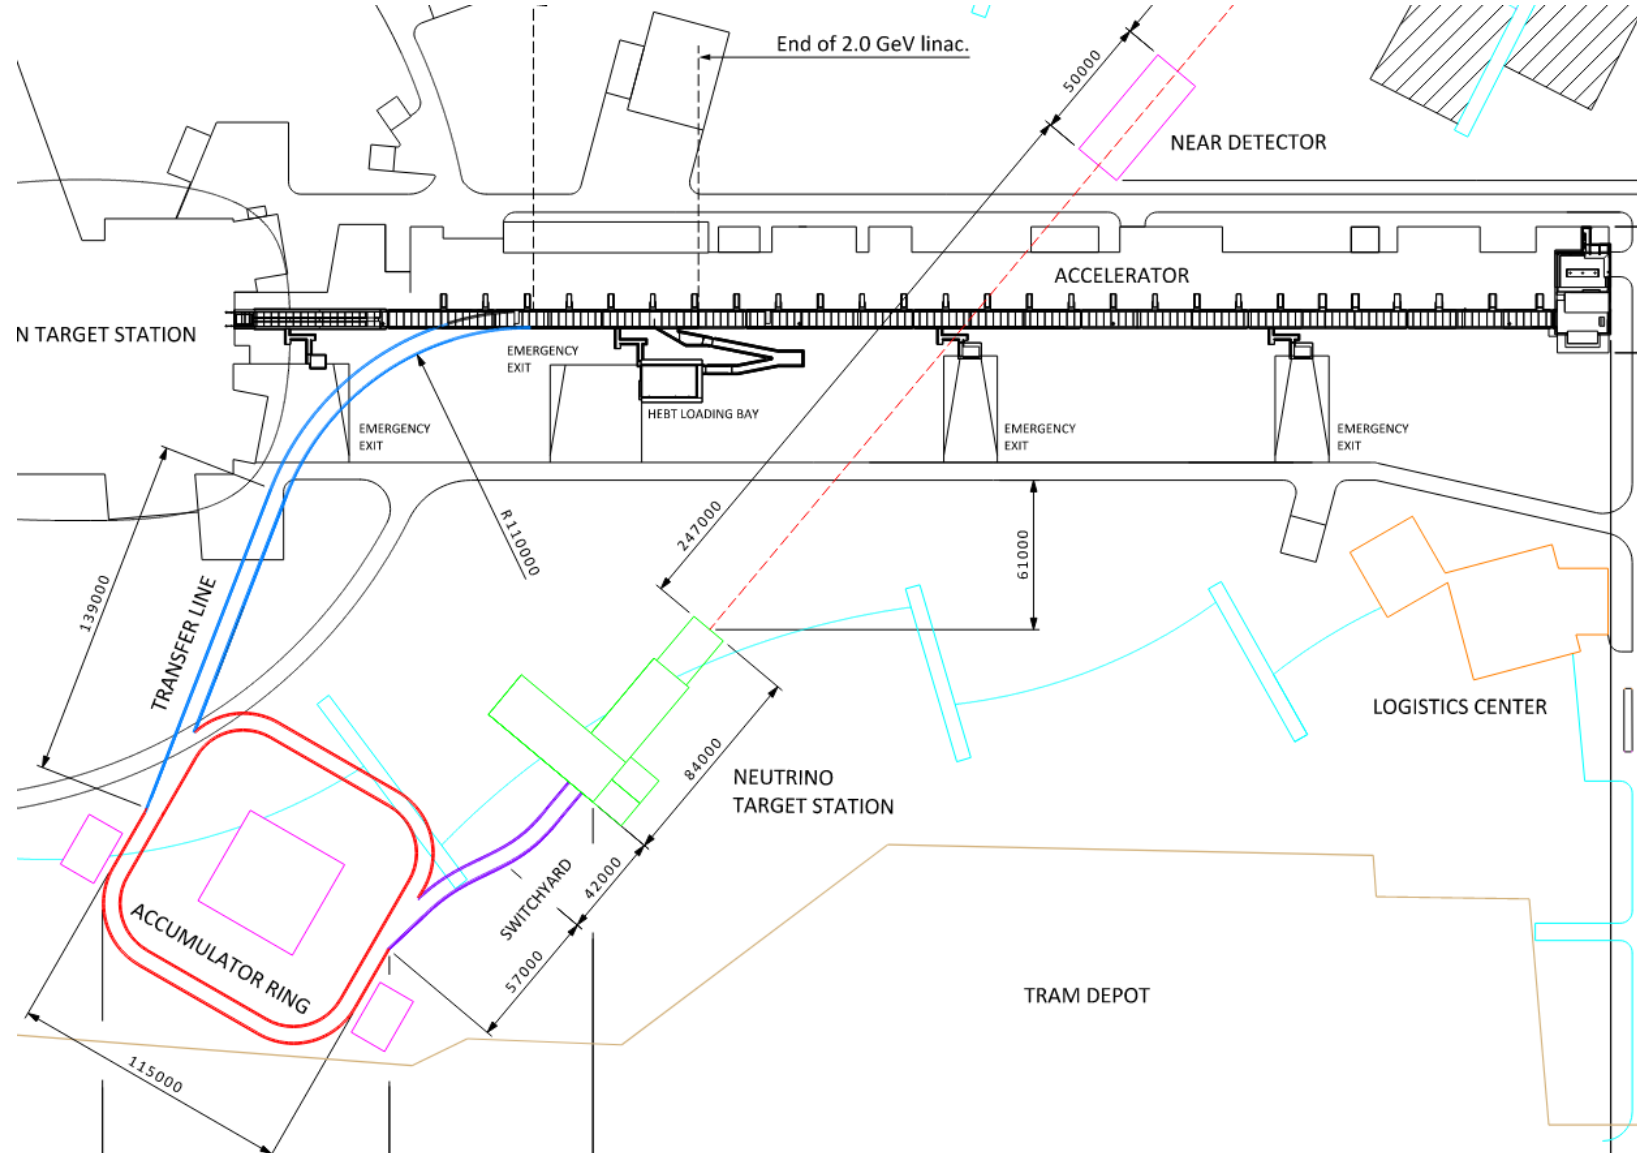 End of 2.0 GeV linac.
50000
NEAR DETECTOR
ACCELERATOR
N TARGET STATION
EMERGENCY
EXIT
HEBT LOADING BAY
EMERGENCY
EXIT
EMERGENCY
EXIT
EMERGENCY
EXIT
247000
R110000
61000
139000
TRANSFER LINE
LOGISTICS CENTER
84000
NEUTRINO
TARGET STATION
42000
SWITCHYARD
57000
ACCUMULATOR RING
TRAM DEPOT
115000